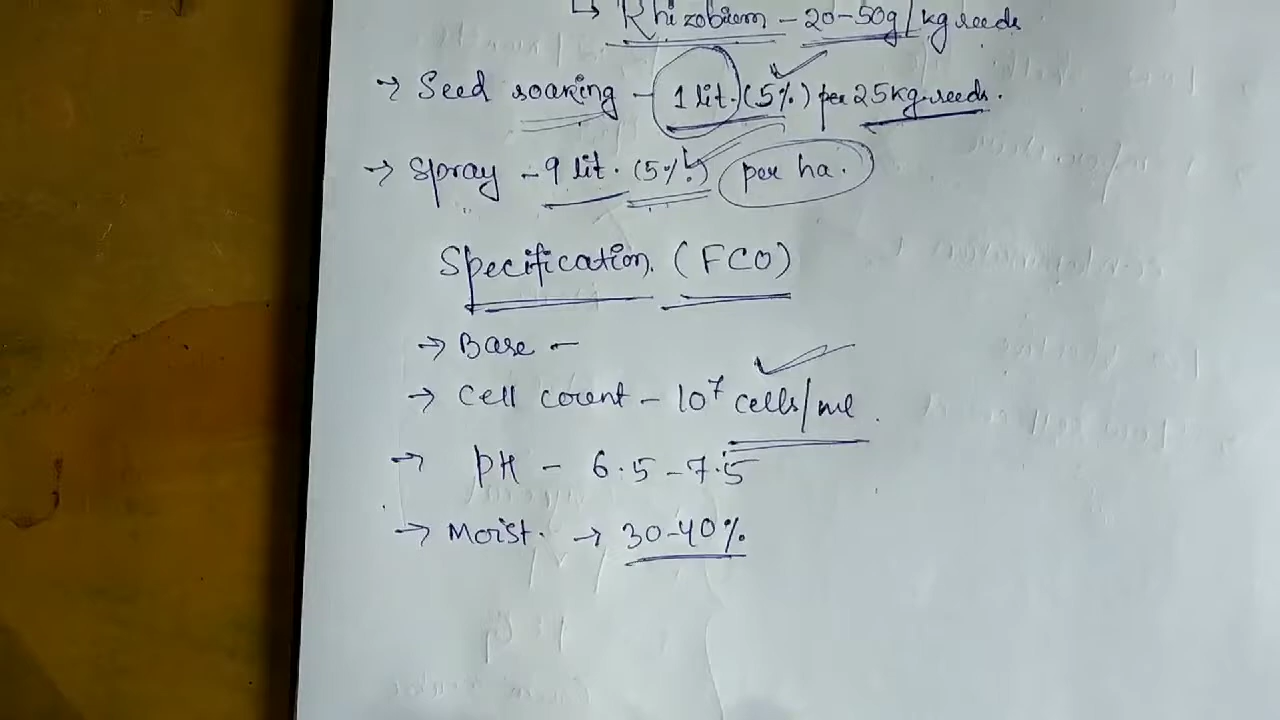 ↳ Rhizobium - 20-50g/kg seeds
→ Seed soaking - 1 lit. (5%) per 25kg seeds.
→ Spray - 9 lit. (5%) per ha.
Specification. (FCO)
→ Base -
→ Cell count - 10⁷ cells/ml.
→ PH - 6.5-7.5
→ Moist. → 30-40%